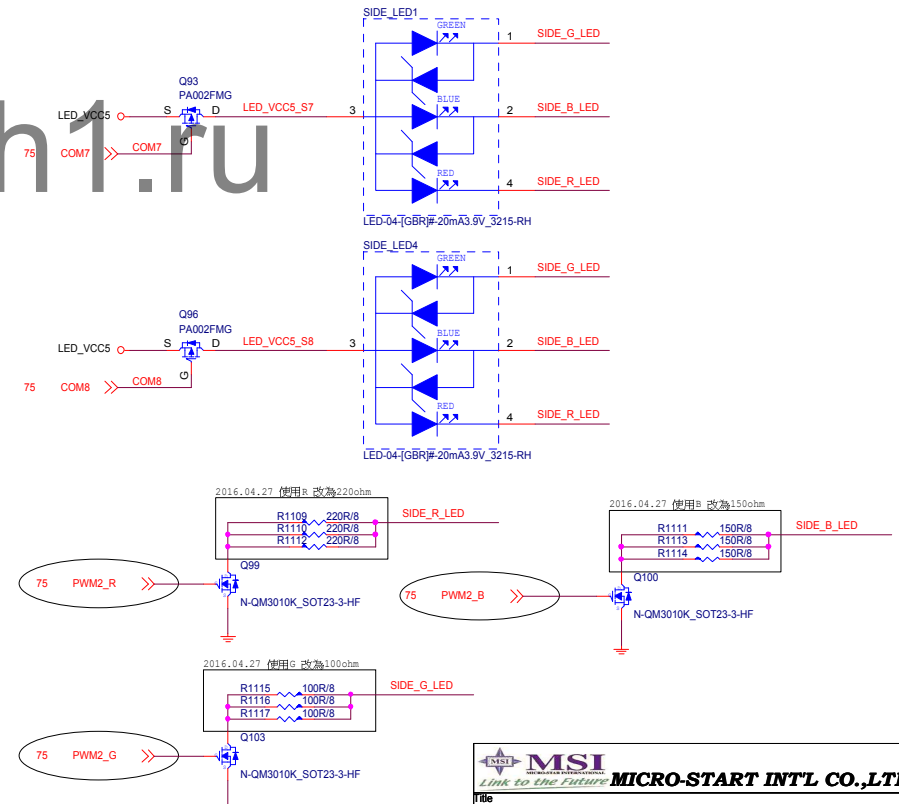 SIDE_LED1
GREEN
1 SIDE_G_LED
Q93
PA002FMG
LED_VCC5 S D LED_VCC5_S7 3
BLUE
2 SIDE_B_LED
G
75 COM7 COM7
h1.ru
RED
4 SIDE_R_LED
LED-04-[GBR]#-20mA3.9V_3215-RH
SIDE_LED4
GREEN
1 SIDE_G_LED
Q96
PA002FMG
LED_VCC5 S D LED_VCC5_S8 3
BLUE
2 SIDE_B_LED
G
75 COM8 COM8
RED
4 SIDE_R_LED
LED-04-[GBR]#-20mA3.9V_3215-RH
2016.04.27 使用R 改為220ohm
R1109 220R/8
R1110 220R/8
R1112 220R/8
SIDE_R_LED
Q99
75 PWM2_R
N-QM3010K_SOT23-3-HF
2016.04.27 使用B 改為150ohm
R1111 150R/8
R1113 150R/8
R1114 150R/8
SIDE_B_LED
Q100
75 PWM2_B
N-QM3010K_SOT23-3-HF
2016.04.27 使用G 改為100ohm
R1115 100R/8
R1116 100R/8
R1117 100R/8
SIDE_G_LED
Q103
75 PWM2_G
N-QM3010K_SOT23-3-HF
MSI
MSI
MICRO-STAR INTERNATIONAL
Link to the Future
MICRO-START INT'L CO.,LT
Title